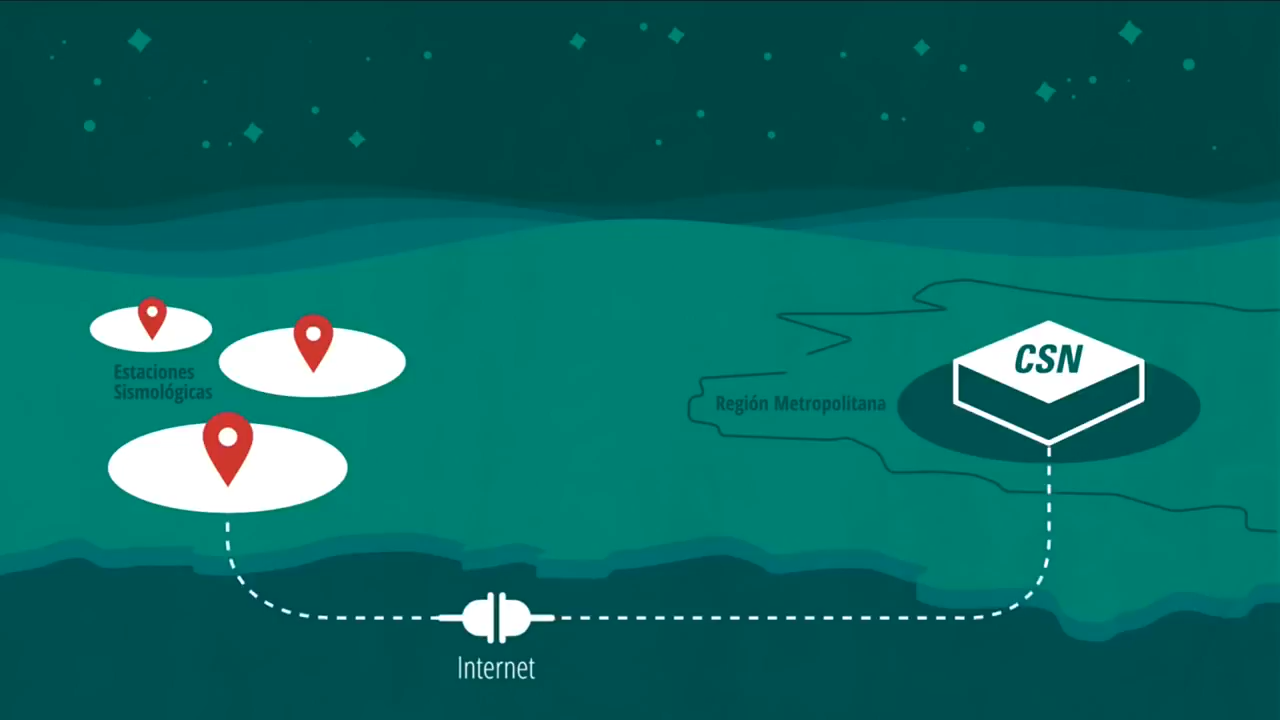 Estaciones
Sismológicas
CSN
Región Metropolitana
Internet